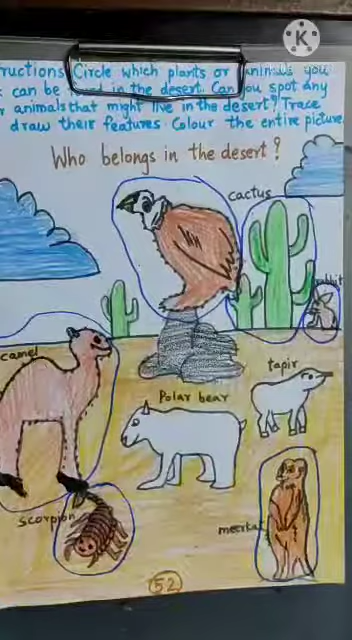 Circle which plants or animals you
can be in the desert. Can you spot any
animals that might live in the desert? Trace
draw their features. Colour the entire picture
Who belongs in the desert?
cactus
camel
tapir
Polar bear
scorpion
meerkat
52
K